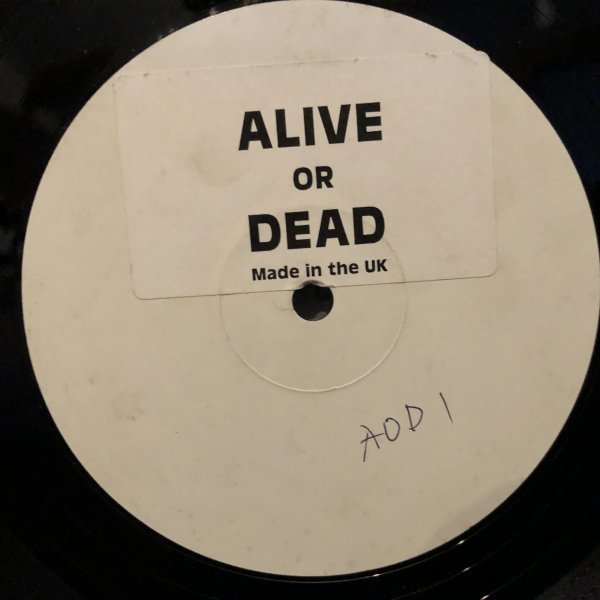 ALIVE
OR
DEAD
Made in the UK
AOD 1